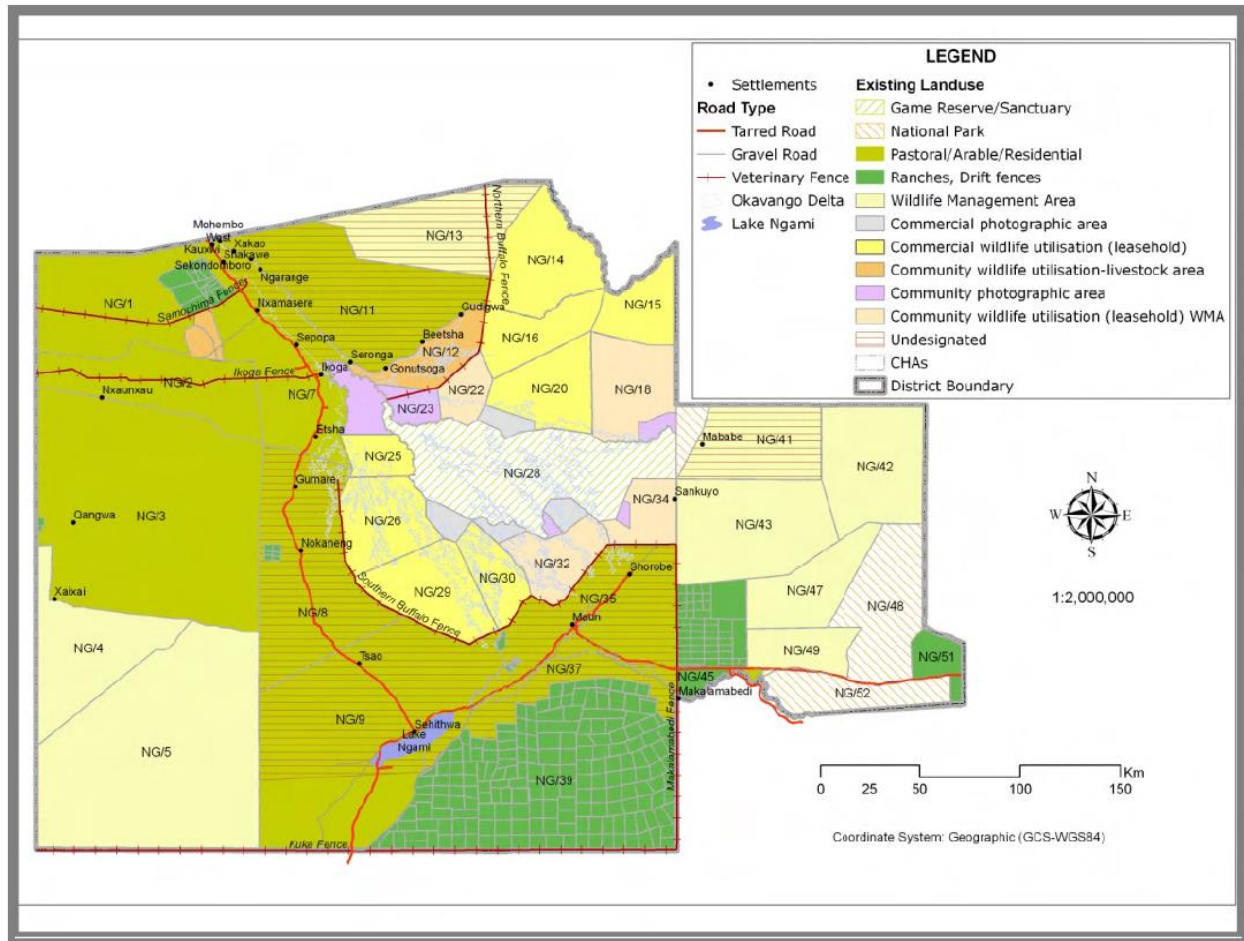 LEGEND
Settlements
Road Type
Tarred Road
Gravel Road
Veterinary Fence
Okavango Delta
Lake Ngami
Existing Landuse
Game Reserve/Sanctuary
National Park
Pastoral/Arable/Residential
Ranches, Drift fences
Wildlife Management Area
Commercial photographic area
Commercial wildlife utilisation (leasehold)
Community wildlife utilisation-livestock area
Community photographic area
Community wildlife utilisation (leasehold) WMA
Undesignated
CHAs
District Boundary
Mohembo
West
Xakao
Kauxwi
Shakawe
Sekondomboro
Ngarange
NG/13
Northern Buffalo Fence
NG/14
NG/15
NG/1
Samochima Fence
Nxamasere
NG/11
Gudigwa
Sepopa
Beetsha
NG/12
NG/16
Seronga
Gonutsoga
Ikoga
Ikoga Fence
NG/2
Nxaunxau
NG/7
NG/22
NG/20
NG/18
NG/23
Etsha
NG/25
NG/28
Mababe
NG/41
NG/42
Gumare
NG/34
Sankuyo
Qangwa
NG/3
NG/26
NG/43
Nokaneng
NG/32
Shorobe
NG/30
NG/29
Southern Buffalo Fence
Xaixai
NG/8
NG/35
Maun
NG/47
NG/48
NG/4
NG/49
NG/51
Tsao
NG/37
NG/45
Makalamabedi
NG/52
NG/9
Sehithwa
Lake
Ngami
NG/5
NG/39
Makalamabedi Fence
Kuke Fence
N
W
E
S
1:2,000,000
Km
0 25 50 100 150
Coordinate System: Geographic (GCS-WGS84)